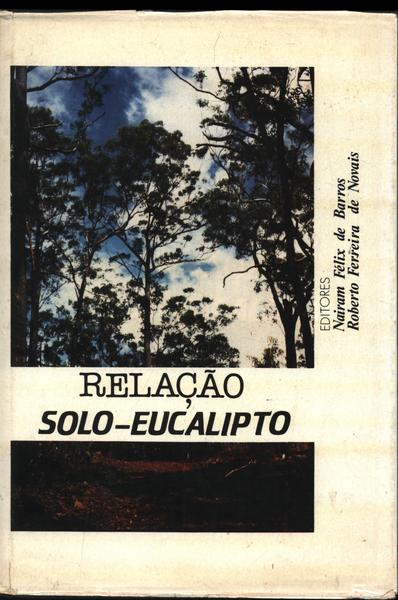 EDITORES
Nairam Félix de Barros
Roberto Ferreira de Novais
RELAÇÃO
SOLO-EUCALIPTO